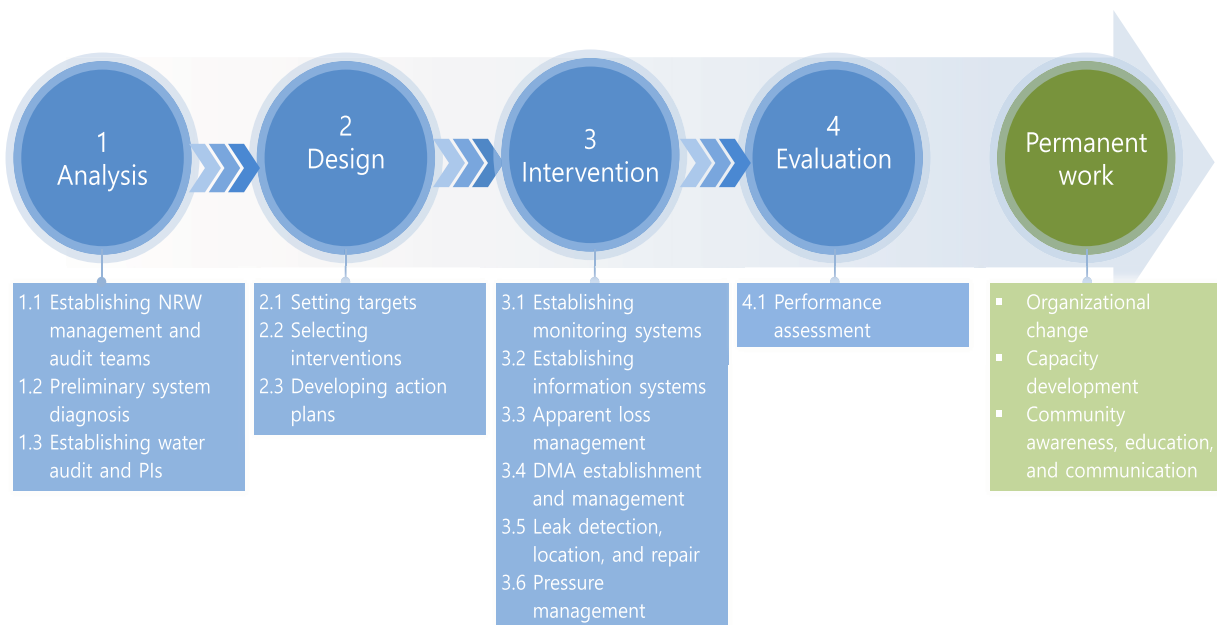 1
Analysis
2
Design
3
Intervention
4
Evaluation
Permanent
work
1.1 Establishing NRW
management and
audit teams
1.2 Preliminary system
diagnosis
1.3 Establishing water
audit and PIs
2.1 Setting targets
2.2 Selecting
interventions
2.3 Developing action
plans
3.1 Establishing
monitoring systems
3.2 Establishing
information systems
3.3 Apparent loss
management
3.4 DMA establishment
and management
3.5 Leak detection,
location, and repair
3.6 Pressure
management
4.1 Performance
assessment
▪ Organizational
change
▪ Capacity
development
▪ Community
awareness, education,
and communication